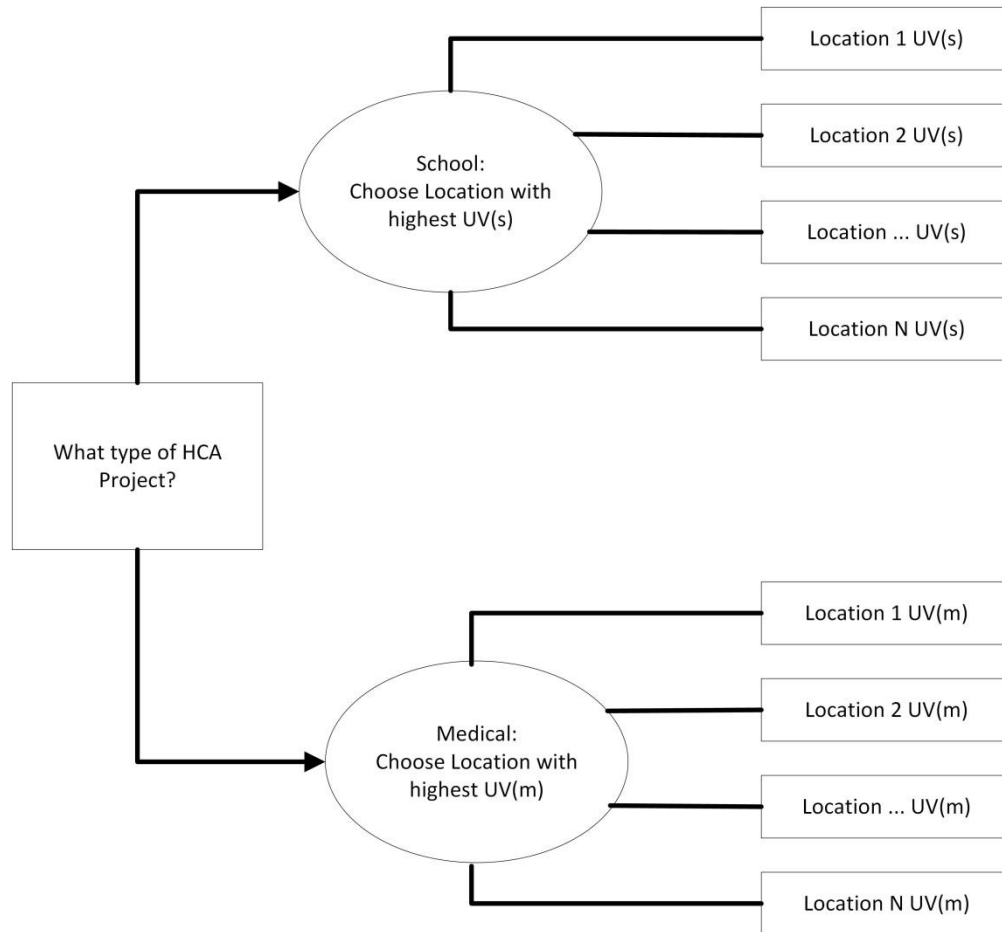 Location 1 UV(s)
Location 2 UV(s)
School:
Choose Location with
highest UV(s)
Location ... UV(s)
Location N UV(s)
What type of HCA
Project?
Location 1 UV(m)
Location 2 UV(m)
Medical:
Choose Location with
highest UV(m)
Location ... UV(m)
Location N UV(m)